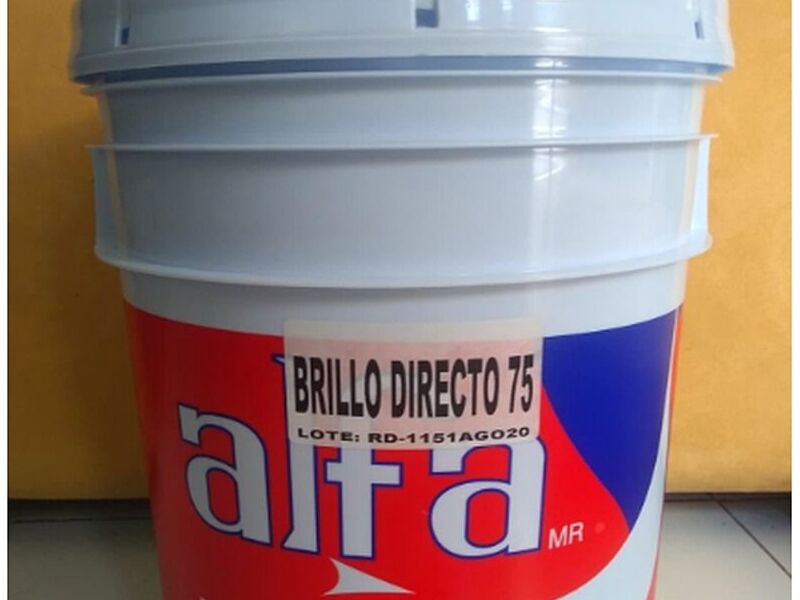 BRILLO DIRECTO 75
LOTE: RD-1151AGO20
alfa
MR